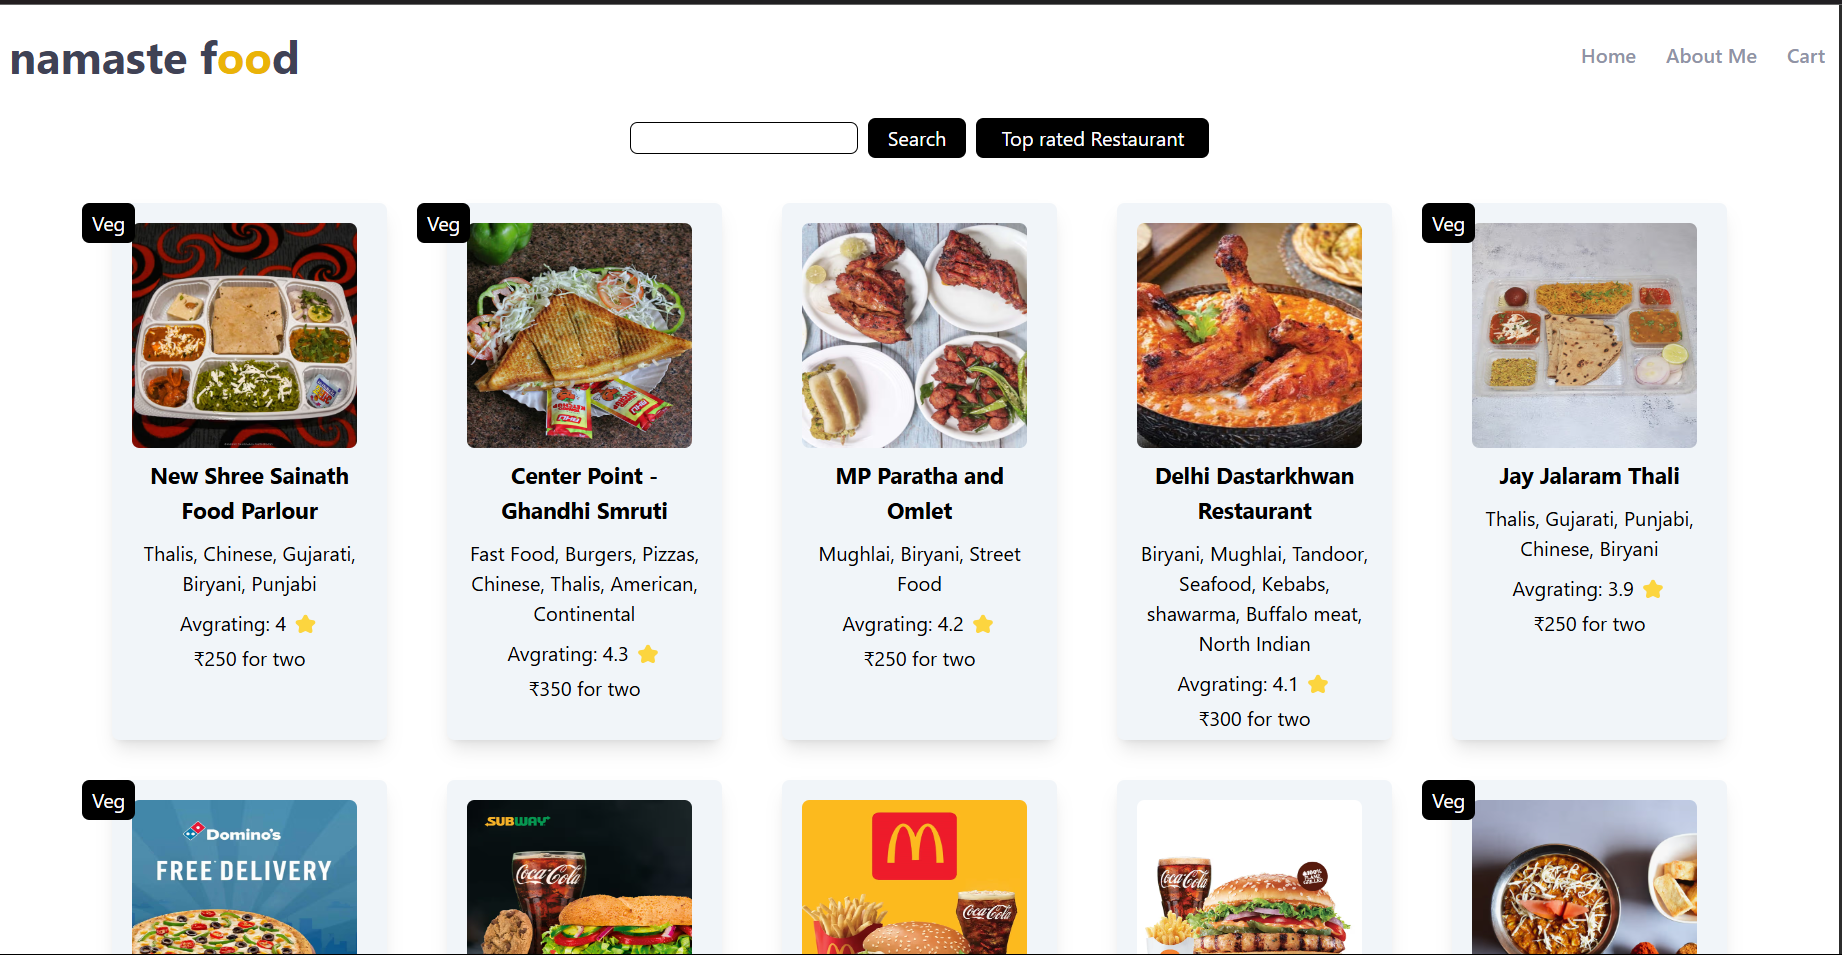 namaste food
Home
About Me
Cart
Search
Top rated Restaurant
Veg
New Shree Sainath
Food Parlour
Thalis, Chinese, Gujarati,
Biryani, Punjabi
Avgrating: 4
₹250 for two
Veg
Center Point -
Ghandhi Smruti
Fast Food, Burgers, Pizzas,
Chinese, Thalis, American,
Continental
Avgrating: 4.3
₹350 for two
MP Paratha and
Omlet
Mughlai, Biryani, Street
Food
Avgrating: 4.2
₹250 for two
Delhi Dastarkhwan
Restaurant
Biryani, Mughlai, Tandoor,
Seafood, Kebabs,
shawarma, Buffalo meat,
North Indian
Avgrating: 4.1
₹300 for two
Veg
Jay Jalaram Thali
Thalis, Gujarati, Punjabi,
Chinese, Biryani
Avgrating: 3.9
₹250 for two
Veg
Domino's
FREE DELIVERY
SUBWAY
Coca-Cola
Coca-Cola
Coca-Cola
Veg